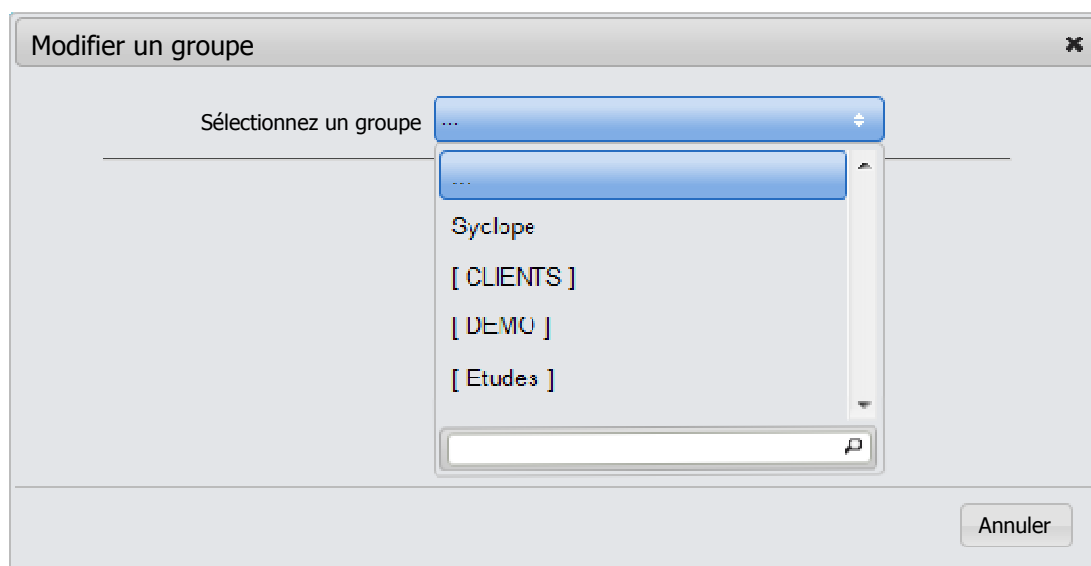 Modifier un groupe
Sélectionnez un groupe ...
...
Syclope
[ CLIENTS ]
[ DEMO ]
[ Etudes ]
Annuler